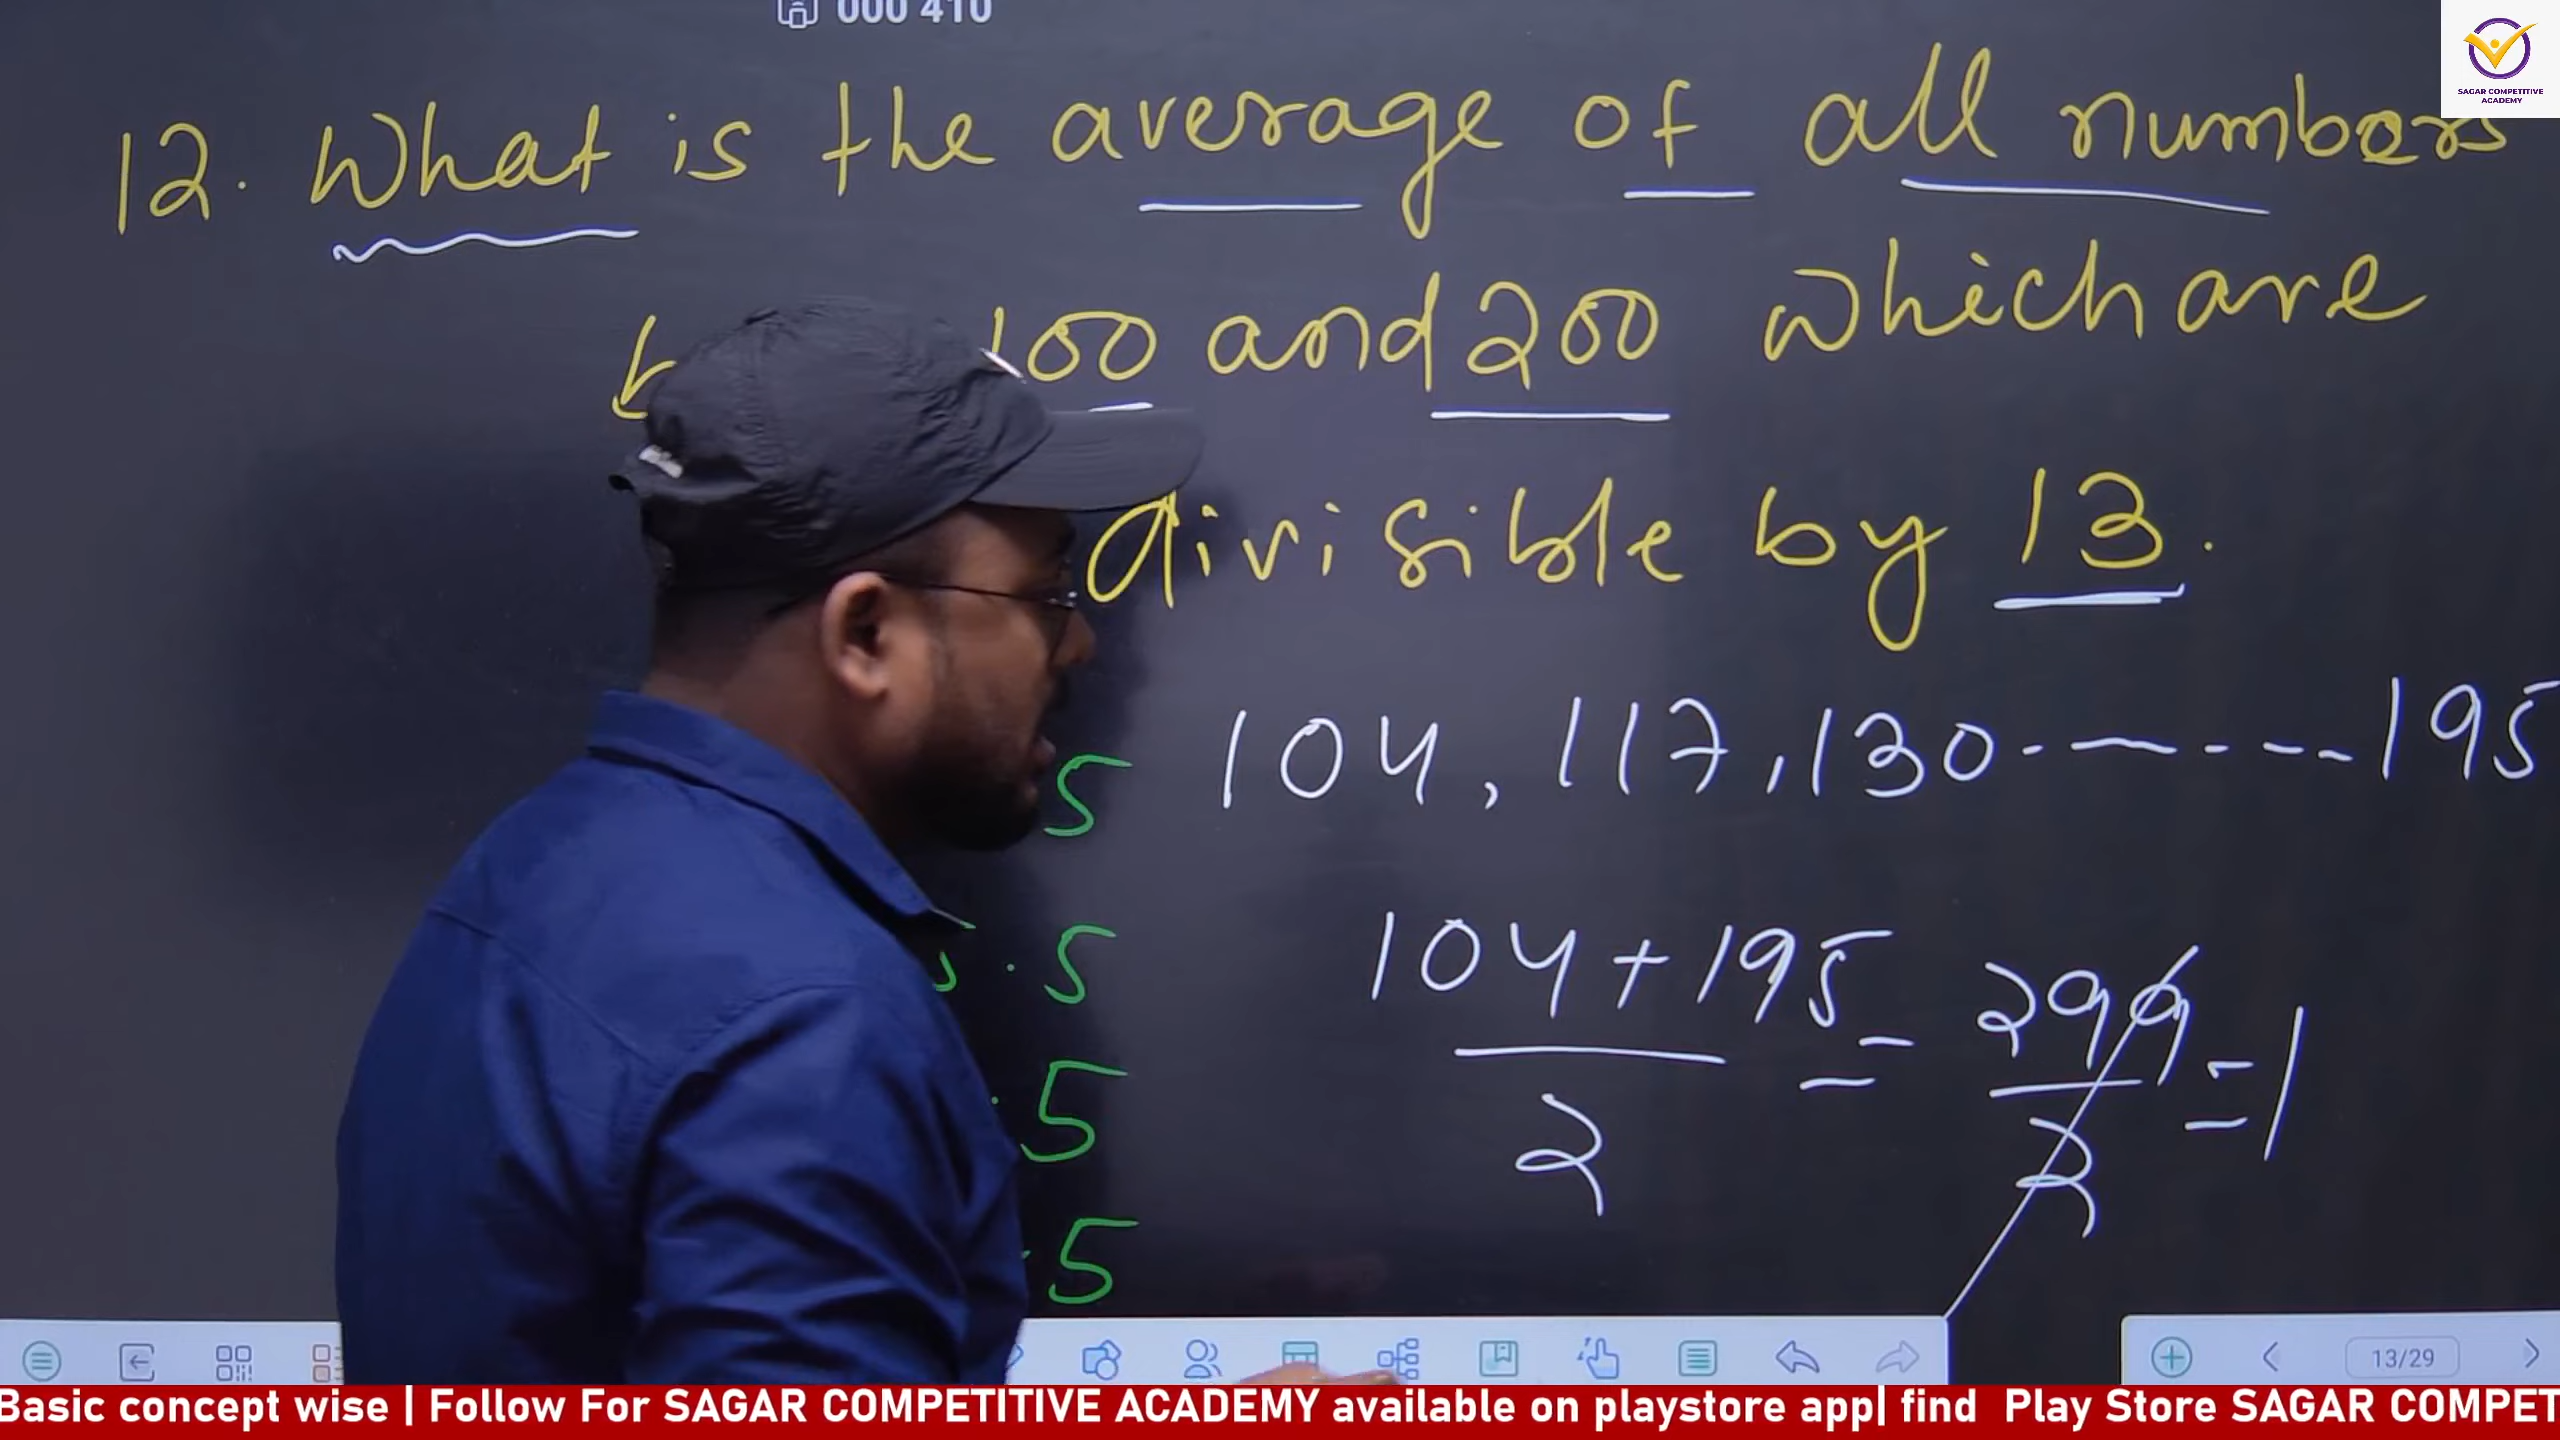 000 410
SAGAR COMPETITIVE
ACADEMY
12. What is the average of all numbers
100 and 200 which are
divisible by 13.
5 104, 117, 130 - - - - - - 195
. 5 104 + 195 / 2 = 299 / 2 = 1
. 5
. 5
13/29
Basic concept wise | Follow For SAGAR COMPETITIVE ACADEMY available on playstore app| find Play Store SAGAR COMPET